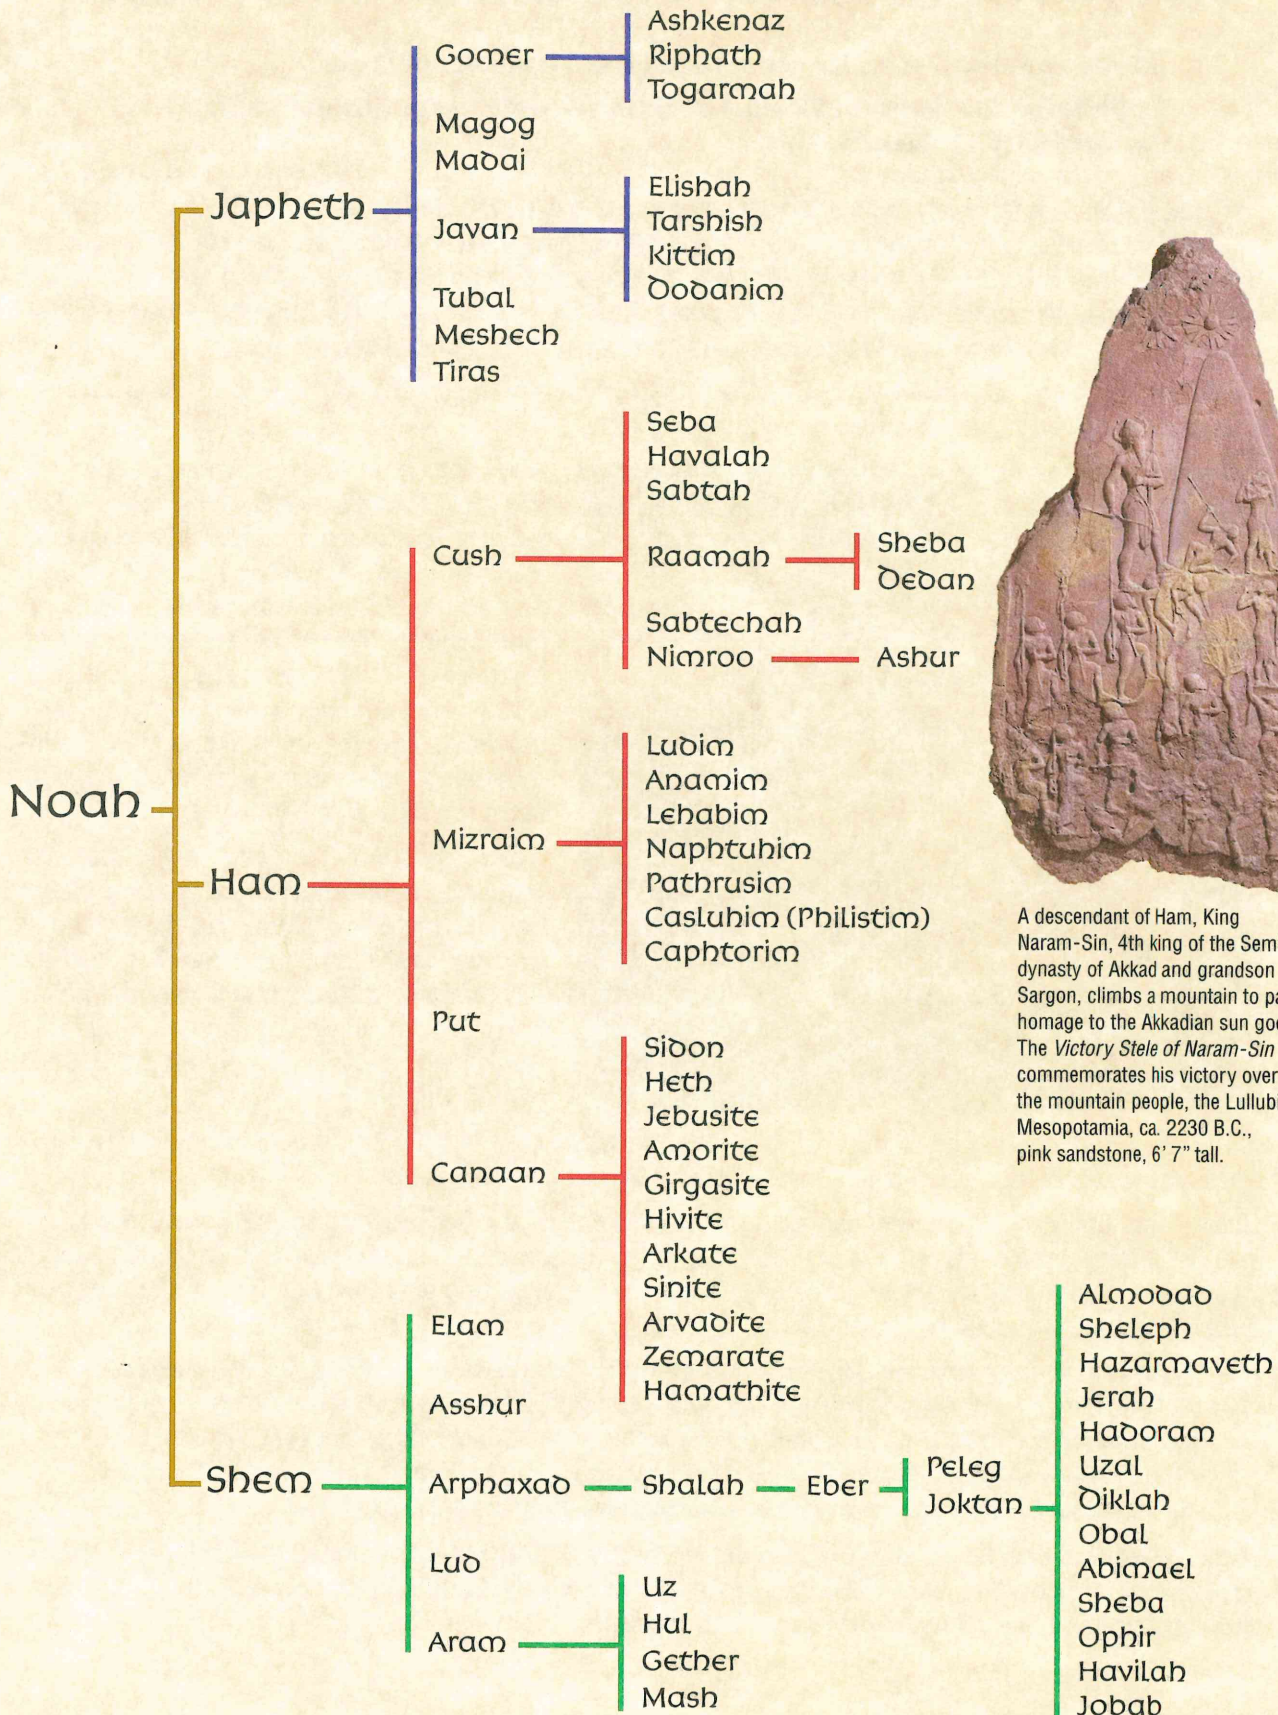 Noah
Japheth
Gomer
Ashkenaz
Riphath
Togarmah
Magog
Madai
Javan
Elishah
Tarshish
Kittim
Dodanim
Tubal
Meshech
Tiras
Ham
Cush
Seba
Havalah
Sabtah
Raamah
Sheba
Dedan
Sabtechah
Nimroo
Ashur
Mizraim
Ludim
Anamim
Lehabim
Naphtuhim
Pathrusim
Casluhim (Philistim)
Caphtorim
Put
Canaan
Sidon
Heth
Jebusite
Amorite
Girgasite
Hivite
Arkate
Sinite
Arvadite
Zemarate
Hamathite
Shem
Elam
Asshur
Arphaxad
Shalah
Eber
Peleg
Joktan
Almodad
Sheleph
Hazarmaveth
Jerah
Hadoram
Uzal
Diklah
Obal
Abimael
Sheba
Ophir
Havilah
Jobab
Lud
Aram
Uz
Hul
Gether
Mash
A descendant of Ham, King
Naram-Sin, 4th king of the Sem
dynasty of Akkad and grandson
Sargon, climbs a mountain to pa
homage to the Akkadian sun go
The Victory Stele of Naram-Sin
commemorates his victory over
the mountain people, the Lullub
Mesopotamia, ca. 2230 B.C.,
pink sandstone, 6' 7" tall.